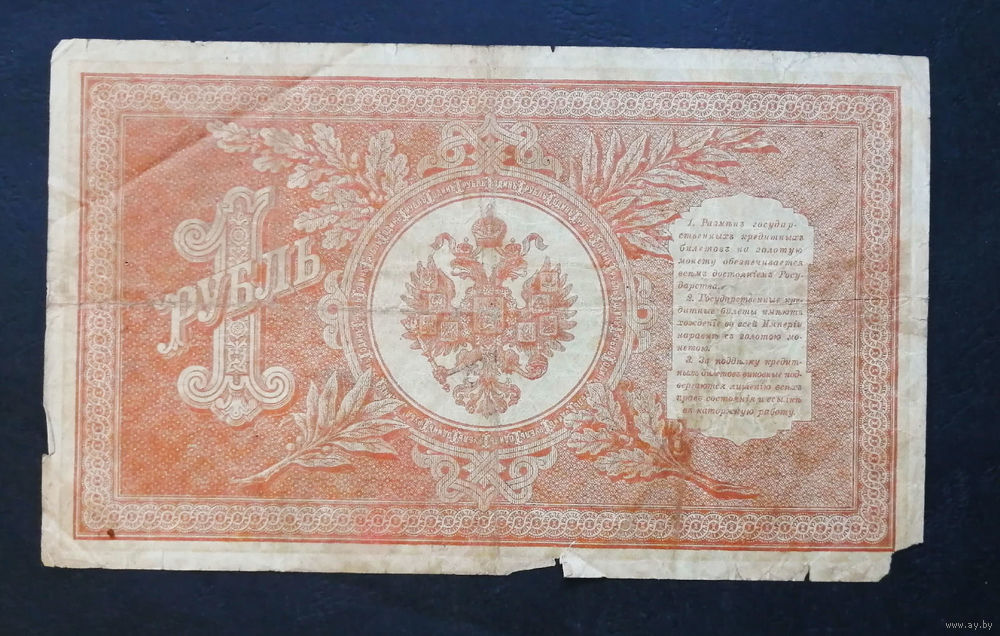 1
РУБЛЬ
1. Размѣнъ государ-
ственныхъ кредитныхъ
билетовъ на золотую
монету обезпечивается
всѣмъ достояніемъ Госу-
дарства.
2. Государственные кре-
дитные билеты имѣютъ
хожденіе во всей Имперіи
наравнѣ съ золотою мо-
нетою.
3. За поддѣлку кредит-
ныхъ билетовъ виновные под-
вергаются лишенію всѣхъ
правъ состоянія и ссылкѣ
въ каторжную работу.
www.ay.by